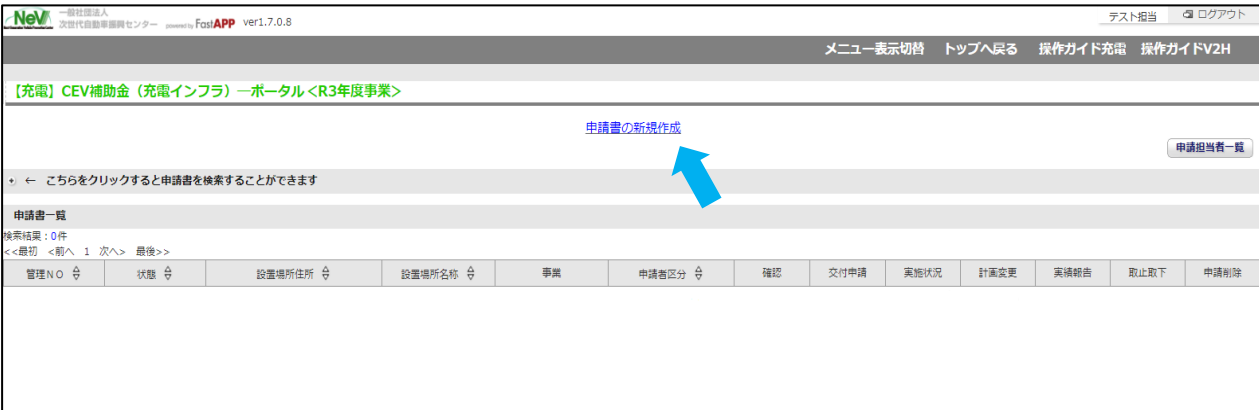 NeV 一般社団法人
次世代自動車振興センター powered by FastAPP ver1.7.0.8 テスト担当 ログアウト
メニュー表示切替 トップへ戻る 操作ガイド充電 操作ガイドV2H
【充電】CEV補助金（充電インフラ）―ポータル<R3年度事業>
申請書の新規作成
申請担当者一覧
← こちらをクリックすると申請書を検索することができます
申請書一覧
検索結果：0件
<<最初 <前へ 1 次へ> 最後>>
管理ＮＯ 状態 設置場所住所 設置場所名称 事業 申請者区分 確認 交付申請 実施状況 計画変更 実績報告 取止取下 申請削除